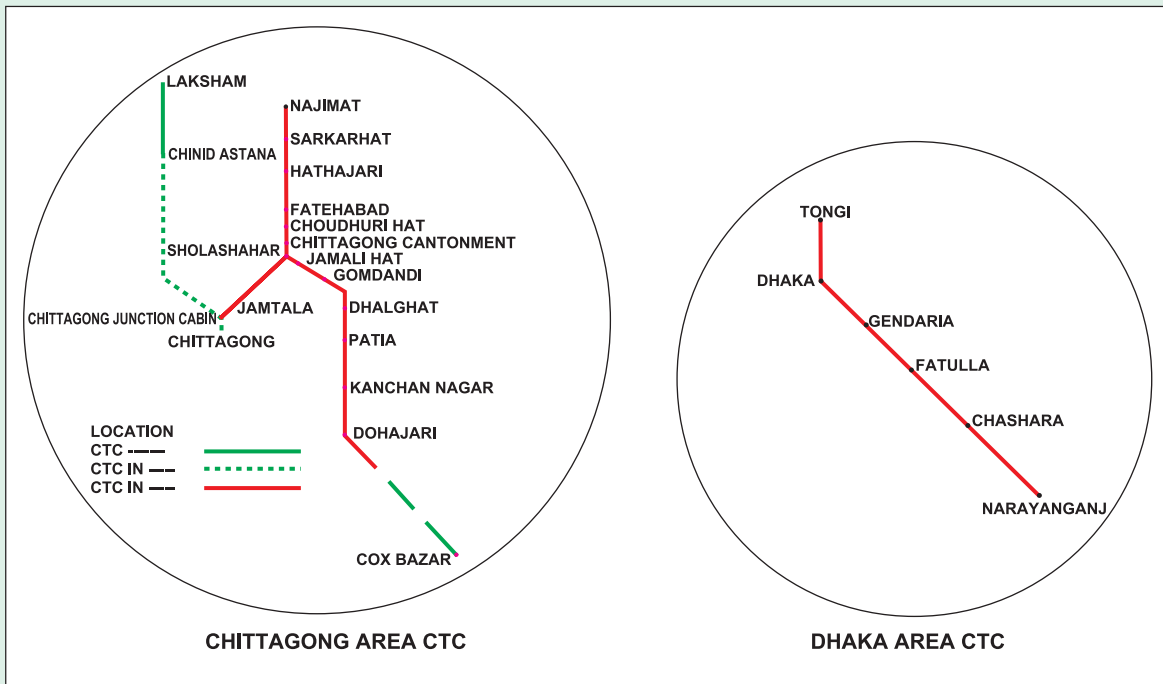 LAKSHAM
NAJIMAT
SARKARHAT
CHINID ASTANA
HATHAJARI
FATEHABAD
CHOUDHURI HAT
CHITTAGONG CANTONMENT
SHOLASHAHAR
JAMALI HAT
GOMDANDI
JAMTALA
DHALGHAT
CHITTAGONG JUNCTION CABIN
CHITTAGONG
PATIA
KANCHAN NAGAR
DOHAJARI
LOCATION
CTC ----
CTC IN ---
CTC IN ---
COX BAZAR
CHITTAGONG AREA CTC
TONGI
DHAKA
GENDARIA
FATULLA
CHASHARA
NARAYANGANJ
DHAKA AREA CTC